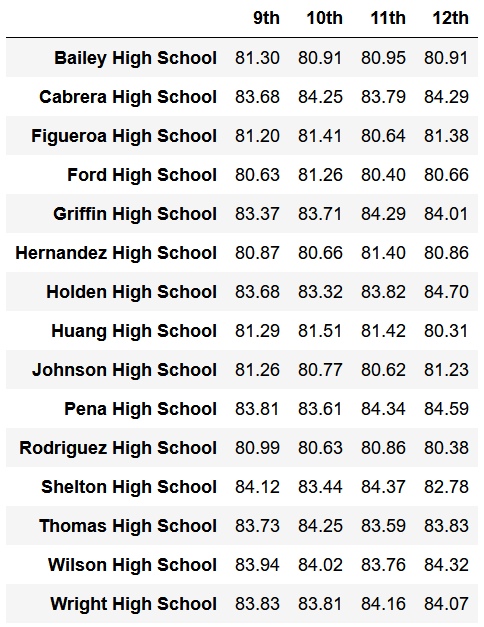 9th 10th 11th 12th
Bailey High School 81.30 80.91 80.95 80.91
Cabrera High School 83.68 84.25 83.79 84.29
Figueroa High School 81.20 81.41 80.64 81.38
Ford High School 80.63 81.26 80.40 80.66
Griffin High School 83.37 83.71 84.29 84.01
Hernandez High School 80.87 80.66 81.40 80.86
Holden High School 83.68 83.32 83.82 84.70
Huang High School 81.29 81.51 81.42 80.31
Johnson High School 81.26 80.77 80.62 81.23
Pena High School 83.81 83.61 84.34 84.59
Rodriguez High School 80.99 80.63 80.86 80.38
Shelton High School 84.12 83.44 84.37 82.78
Thomas High School 83.73 84.25 83.59 83.83
Wilson High School 83.94 84.02 83.76 84.32
Wright High School 83.83 83.81 84.16 84.07